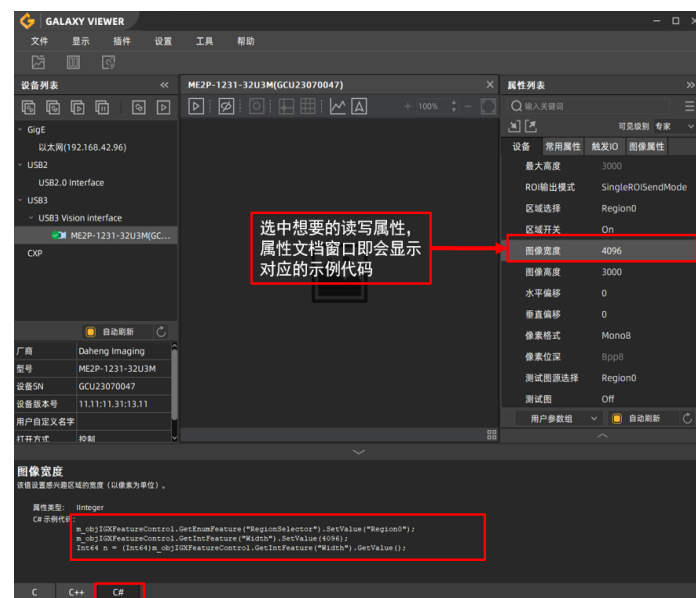 GALAXY VIEWER
文件 显示 插件 设置 工具 帮助
设备列表
GigE
以太网(192.168.42.96)
USB2
USB2.0 Interface
USB3
USB3 Vision interface
ME2P-1231-32U3M(GC...
CXP
自动刷新
厂商 Daheng Imaging
型号 ME2P-1231-32U3M
设备SN GCU23070047
设备版本号 11.11:11.31:13.11
用户自定义名字
打开方式 控制
ME2P-1231-32U3M(GCU23070047)
100%
选中想要的读写属性,
属性文档窗口即会显示
对应的示例代码
属性列表
输入关键词
可见级别 专家
设备 常用属性 触发IO 图像属性
最大高度 3000
ROI输出模式 SingleROISendMode
区域选择 Region0
区域开关 On
图像宽度 4096
图像高度 3000
水平偏移 0
垂直偏移 0
像素格式 Mono8
像素位深 Bpp8
测试图源选择 Region0
测试图 Off
用户参数组 自动刷新
图像宽度
该值设置感兴趣区域的宽度(以像素为单位)。
属性类型: IInteger
C# 示例代码:
m_objIGXFeatureControl.GetEnumFeature("RegionSelector").SetValue("Region0");
m_objIGXFeatureControl.GetIntFeature("Width").SetValue(4096);
Int64 n = (Int64)m_objIGXFeatureControl.GetIntFeature("Width").GetValue();
C C++ C#